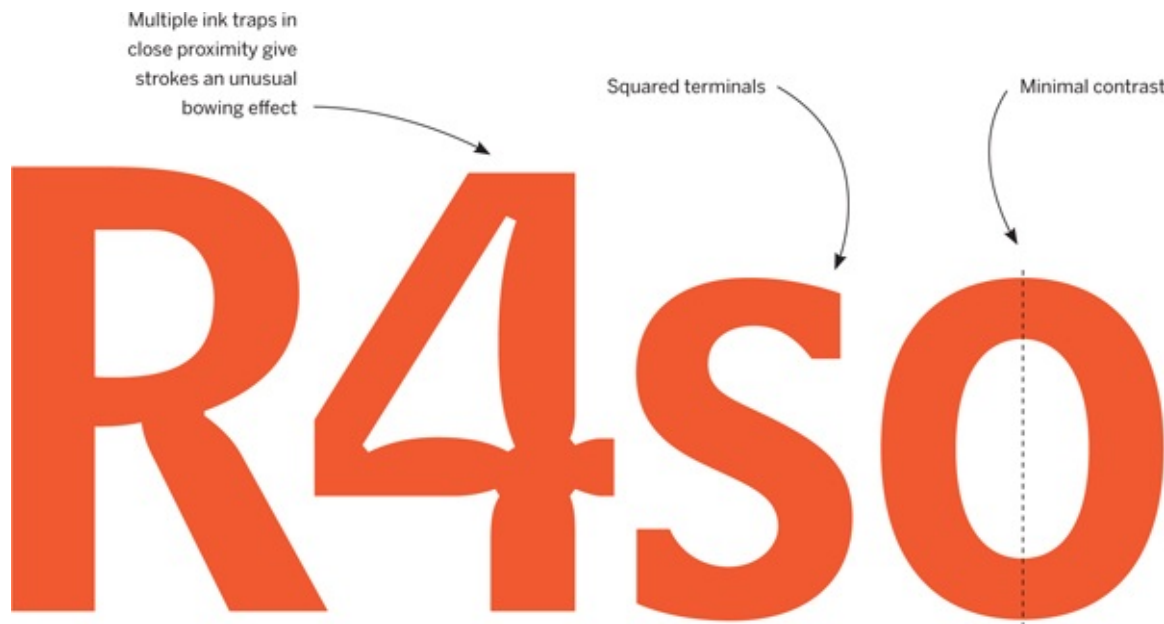 Multiple ink traps in
close proximity give
strokes an unusual
bowing effect
Squared terminals
Minimal contrast
R4so